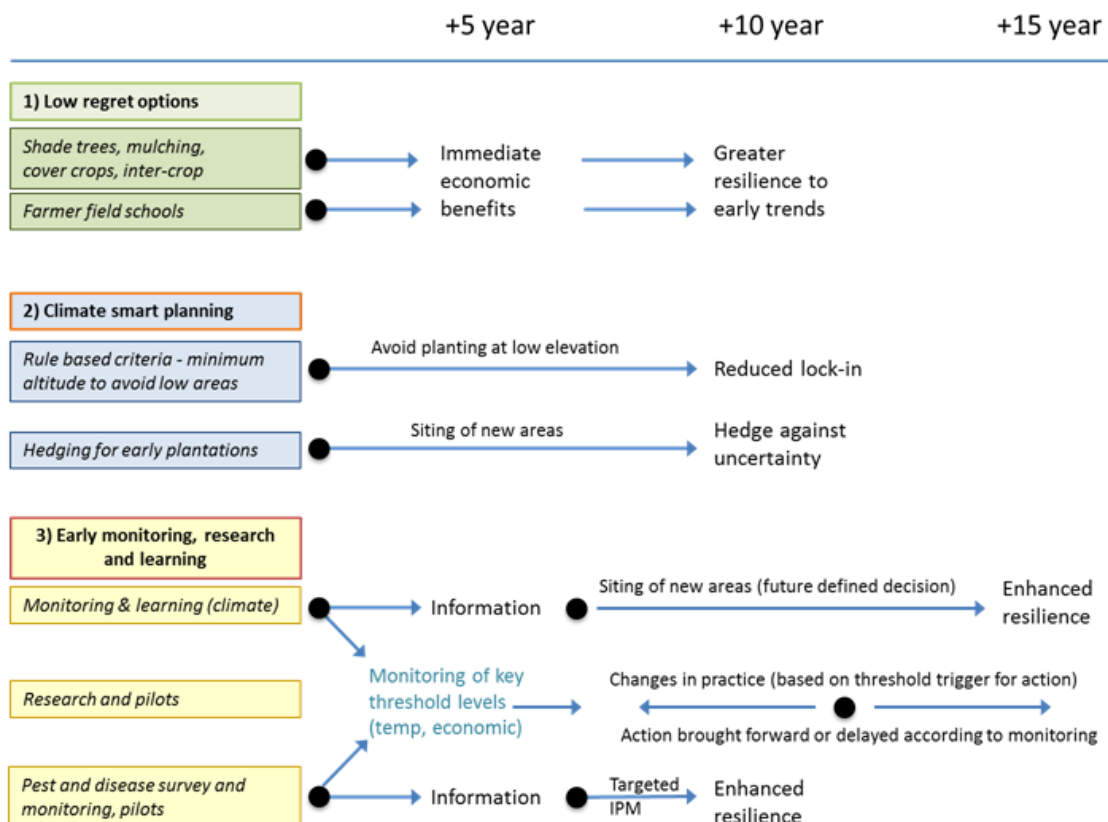 +5 year
+10 year
+15 year
1) Low regret options
Shade trees, mulching,
cover crops, inter-crop
Farmer field schools
Immediate
economic
benefits
Greater
resilience to
early trends
2) Climate smart planning
Rule based criteria - minimum
altitude to avoid low areas
Avoid planting at low elevation
Reduced lock-in
Hedging for early plantations
Siting of new areas
Hedge against
uncertainty
3) Early monitoring, research
and learning
Monitoring & learning (climate)
Information
Siting of new areas (future defined decision)
Enhanced
resilience
Research and pilots
Monitoring of key
threshold levels
(temp, economic)
Changes in practice (based on threshold trigger for action)
Action brought forward or delayed according to monitoring
Pest and disease survey and
monitoring, pilots
Information
Targeted
IPM
Enhanced
resilience